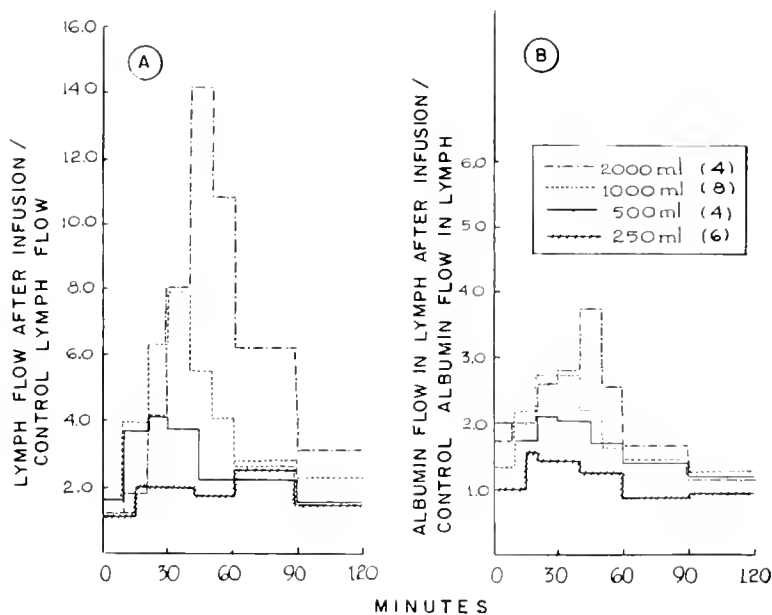 A
LYMPH FLOW AFTER INFUSION/
CONTROL LYMPH FLOW
16.0
14.0
12.0
10.0
8.0
6.0
4.0
2.0
0
30
60
90
120
B
ALBUMIN FLOW IN LYMPH AFTER INFUSION/
CONTROL ALBUMIN FLOW IN LYMPH
6.0
5.0
4.0
3.0
2.0
1.0
2000 ml (4)
1000 ml (8)
500 ml (4)
250 ml (6)
0
30
60
90
120
MINUTES